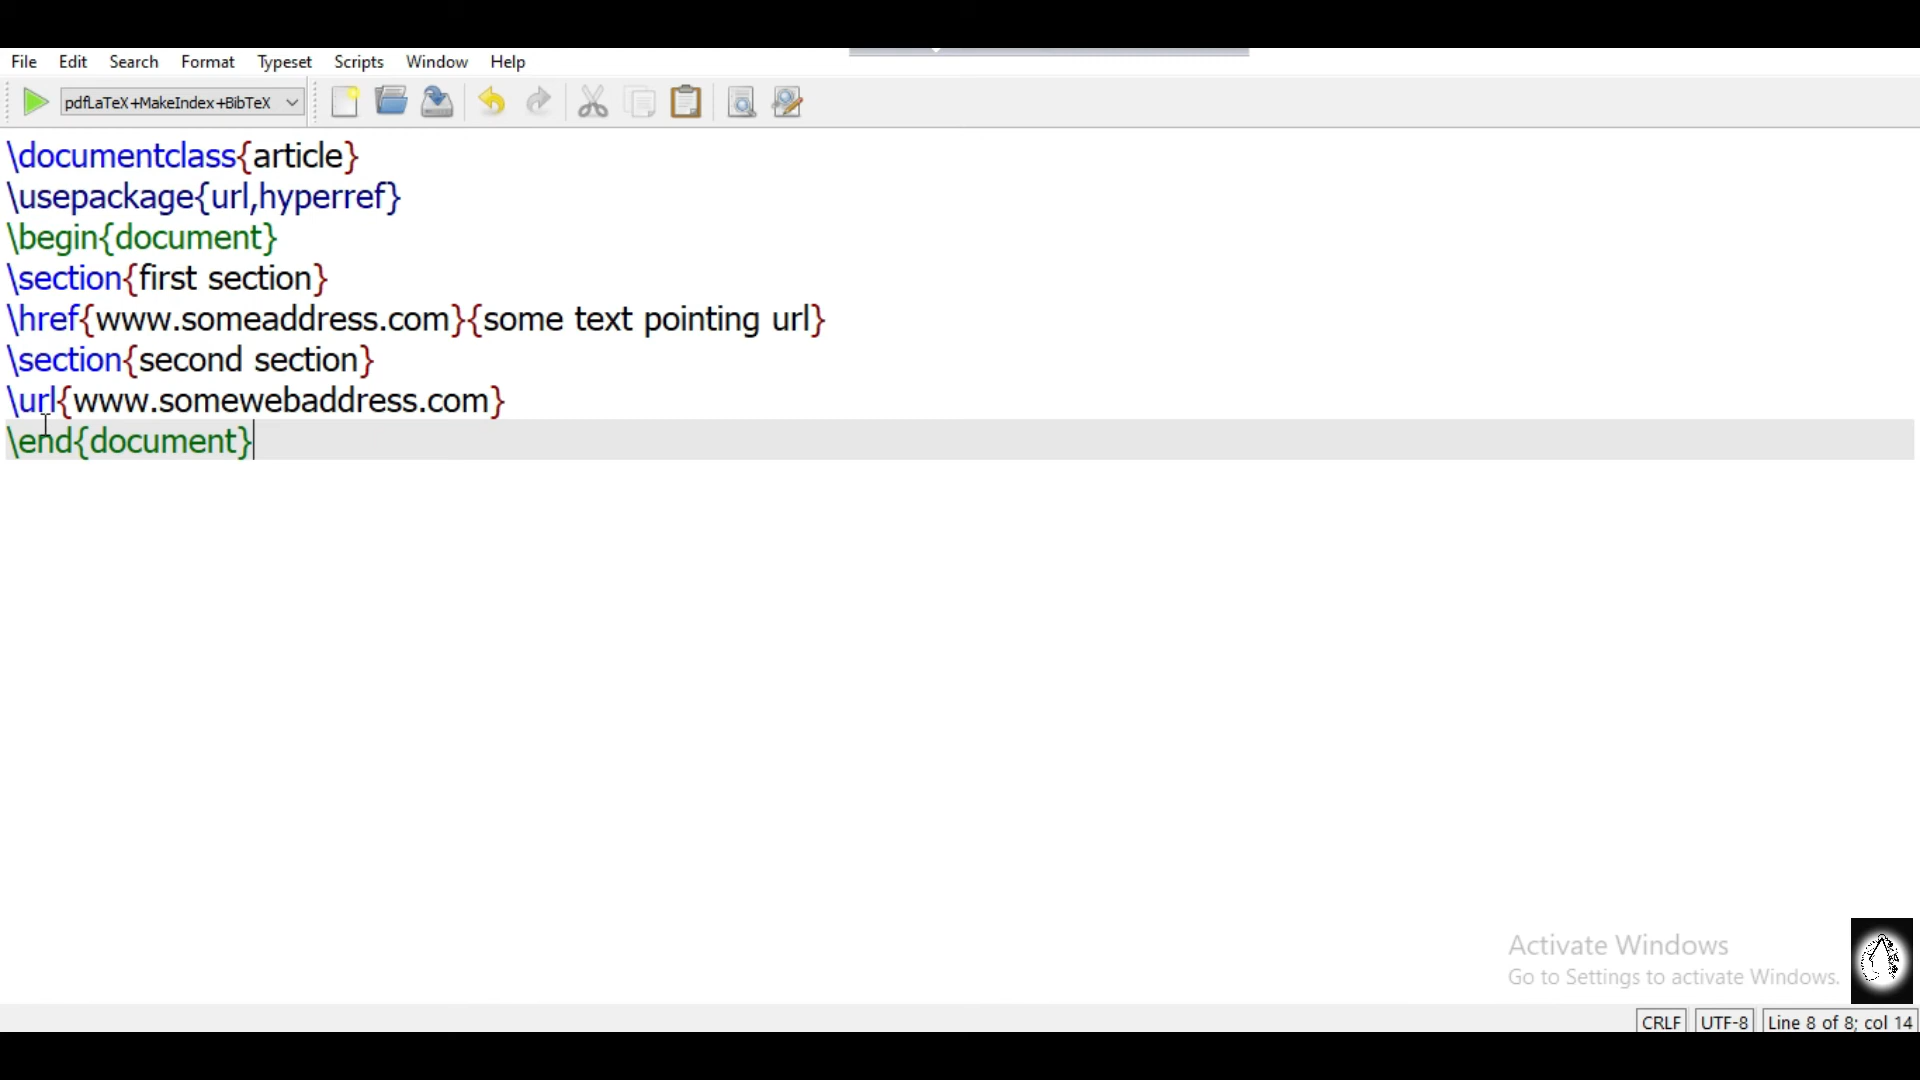 File Edit Search Format Typeset Scripts Window Help
pdfLaTeX+MakeIndex+BibTeX
\documentclass{article}
\usepackage{url,hyperref}
\begin{document}
\section{first section}
\href{www.someaddress.com}{some text pointing url}
\section{second section}
\url{www.somewebaddress.com}
\end{document}
Activate Windows
Go to Settings to activate Windows.
CRLF UTF-8 Line 8 of 8; col 14